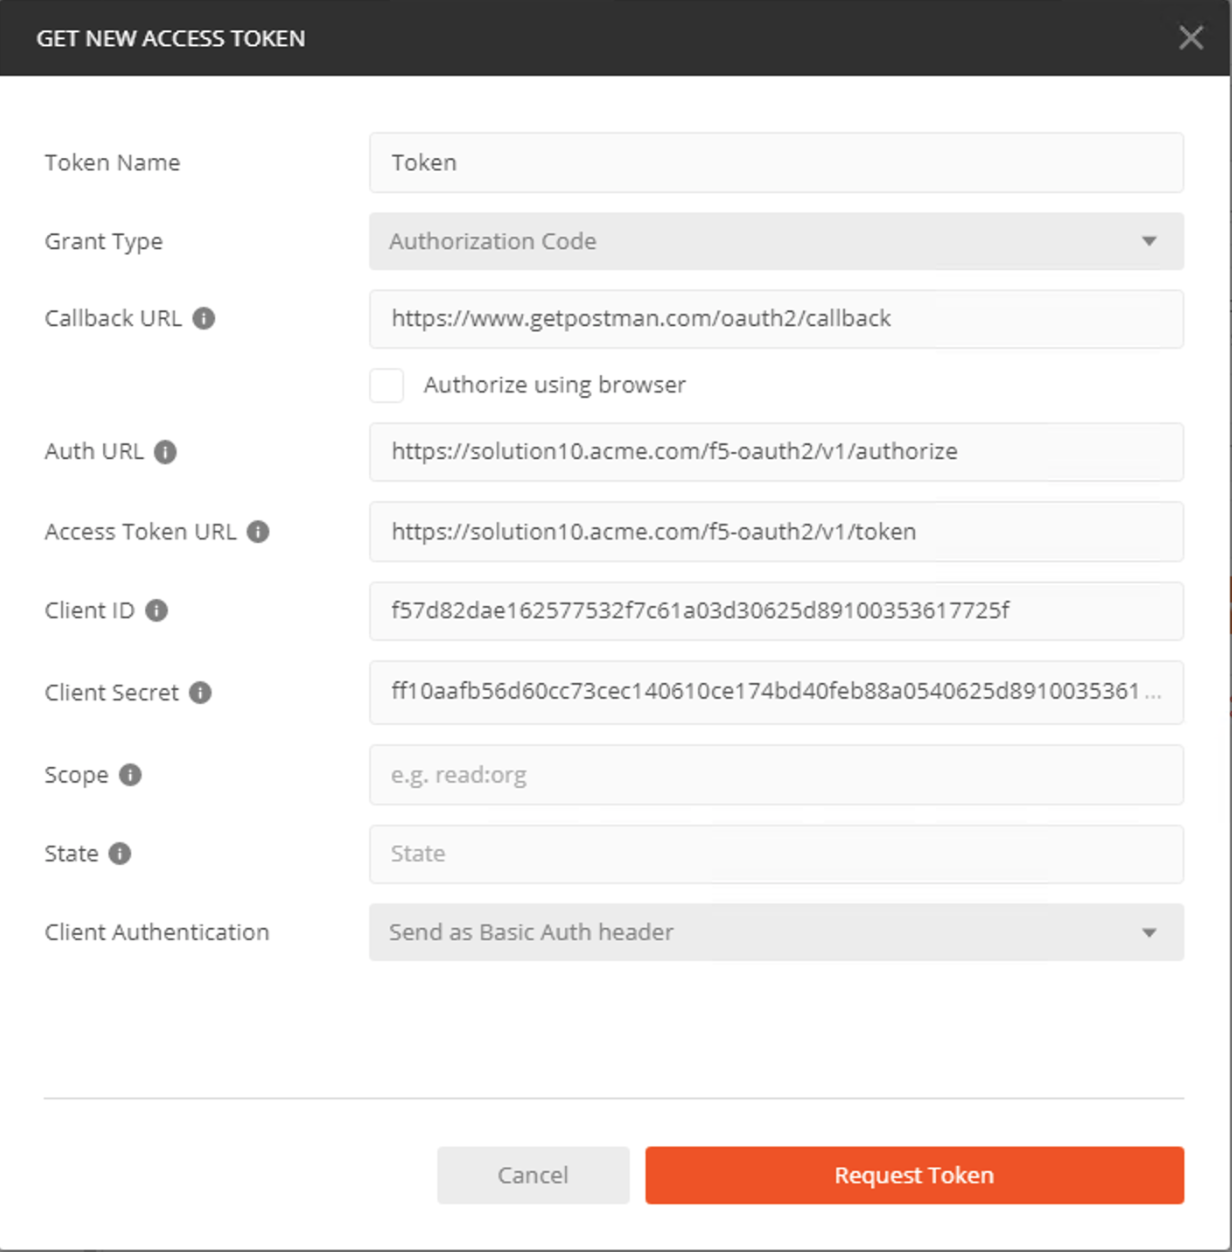 GET NEW ACCESS TOKEN
Token Name
Token
Grant Type
Authorization Code
Callback URL
https://www.getpostman.com/oauth2/callback
Authorize using browser
Auth URL
https://solution10.acme.com/f5-oauth2/v1/authorize
Access Token URL
https://solution10.acme.com/f5-oauth2/v1/token
Client ID
f57d82dae162577532f7c61a03d30625d89100353617725f
Client Secret
ff10aafb56d60cc73cec140610ce174bd40feb88a0540625d8910035361...
Scope
e.g. read:org
State
State
Client Authentication
Send as Basic Auth header
Cancel
Request Token